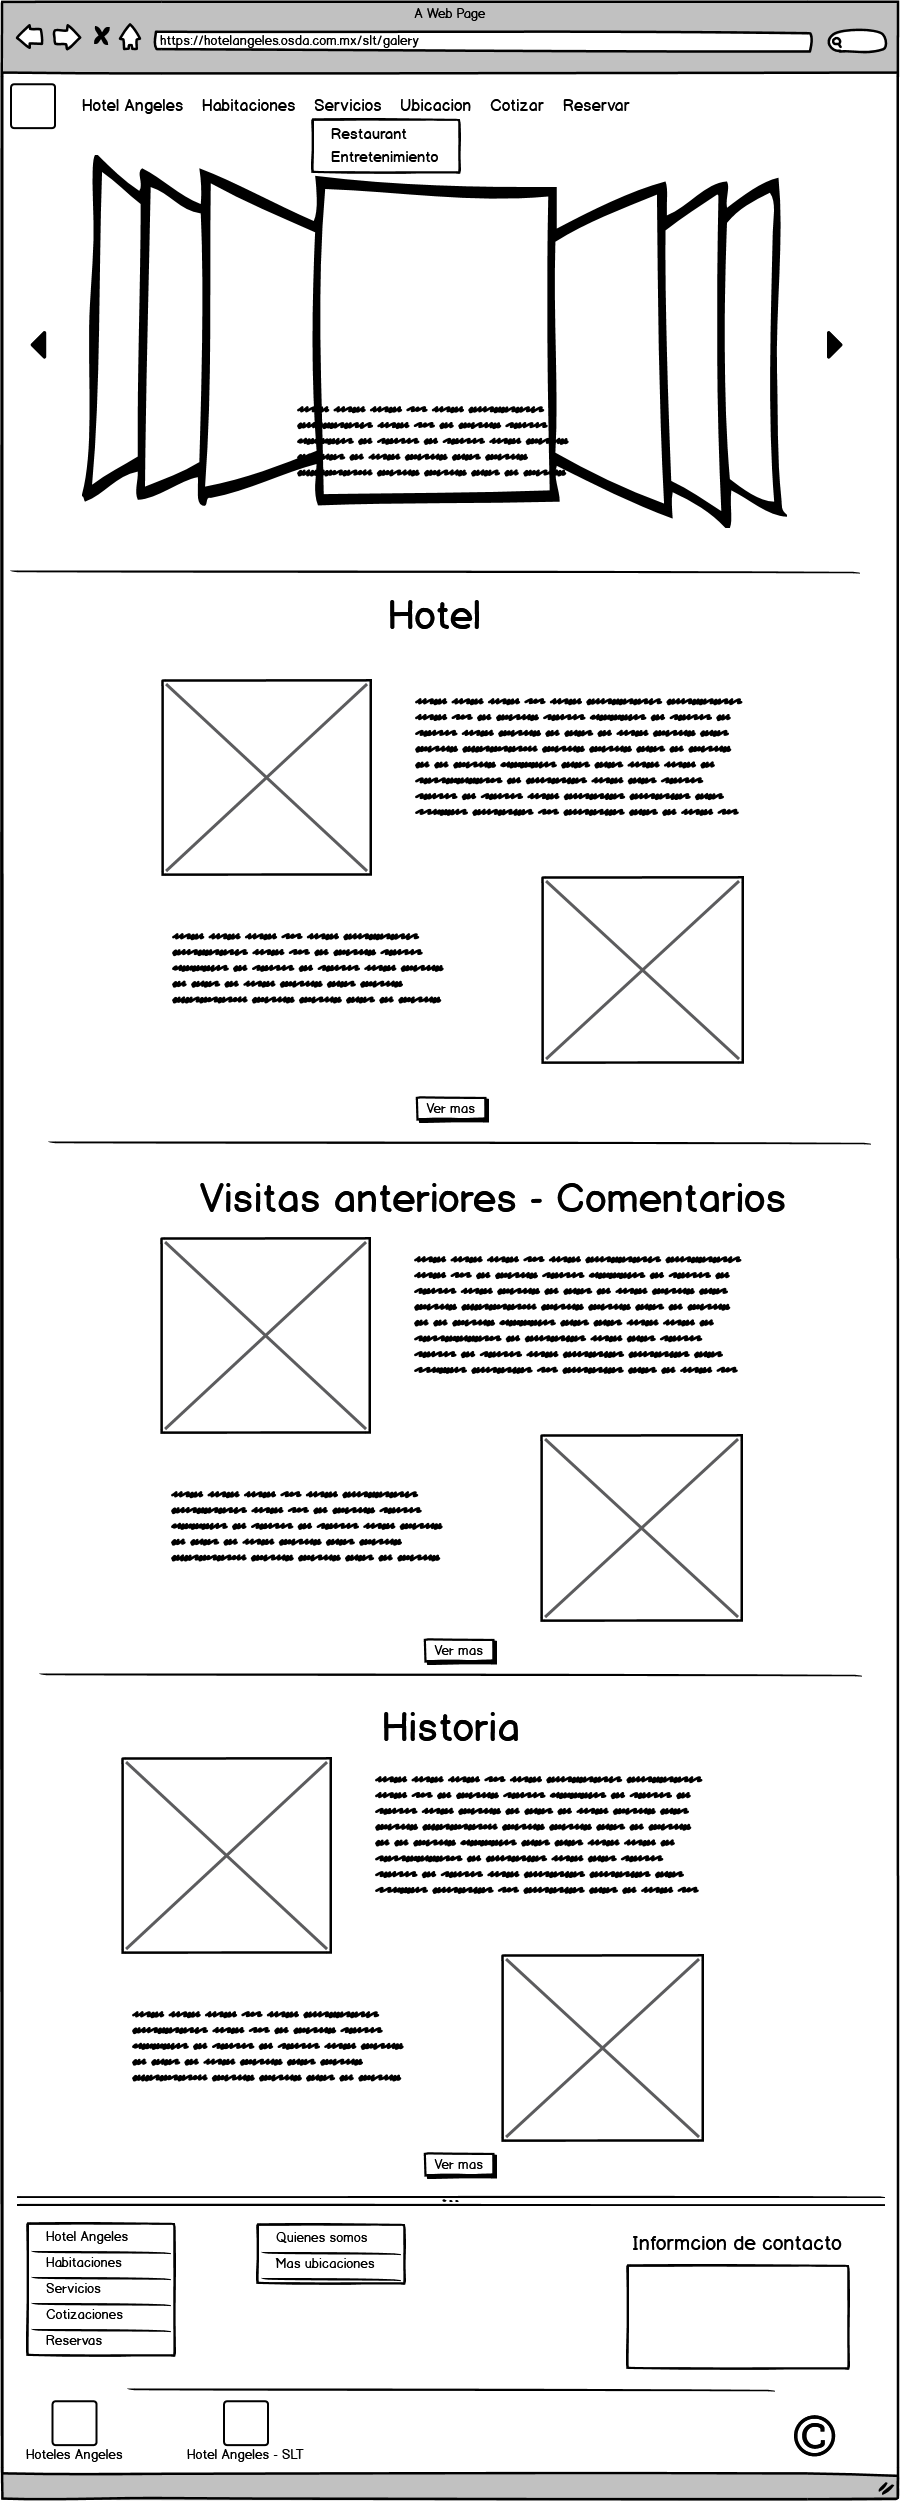 A Web Page
https://hotelangeles.osda.com.mx/slt/galery
Hotel Angeles Habitaciones Servicios Ubicacion Cotizar Reservar
Restaurant
Entretenimiento
Hotel
Ver mas
Visitas anteriores - Comentarios
Ver mas
Historia
Ver mas
Hotel Angeles
Habitaciones
Servicios
Cotizaciones
Reservas
Quienes somos
Mas ubicaciones
Informcion de contacto
Hoteles Angeles
Hotel Angeles - SLT
©